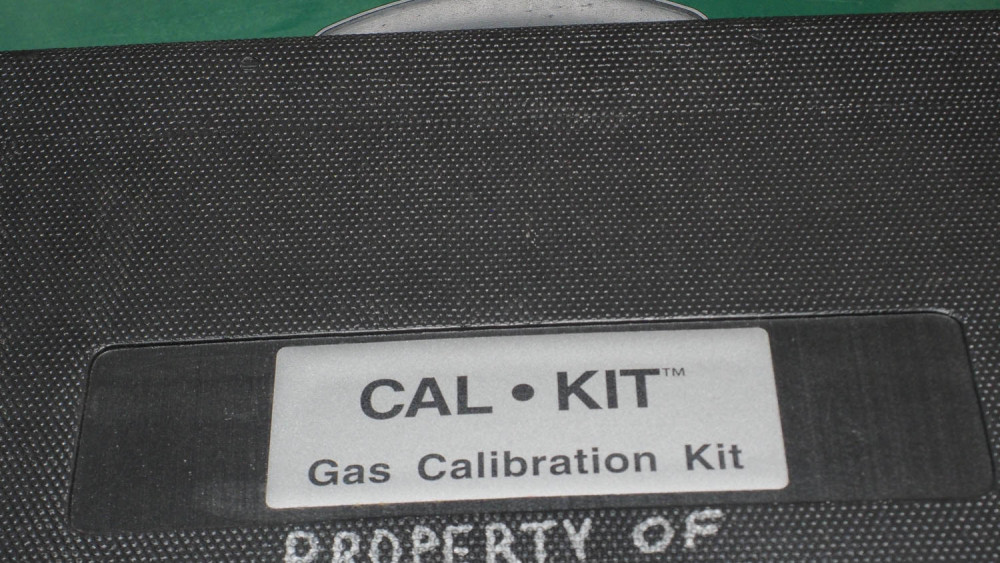 CAL • KIT™
Gas Calibration Kit
PROPERTY OF